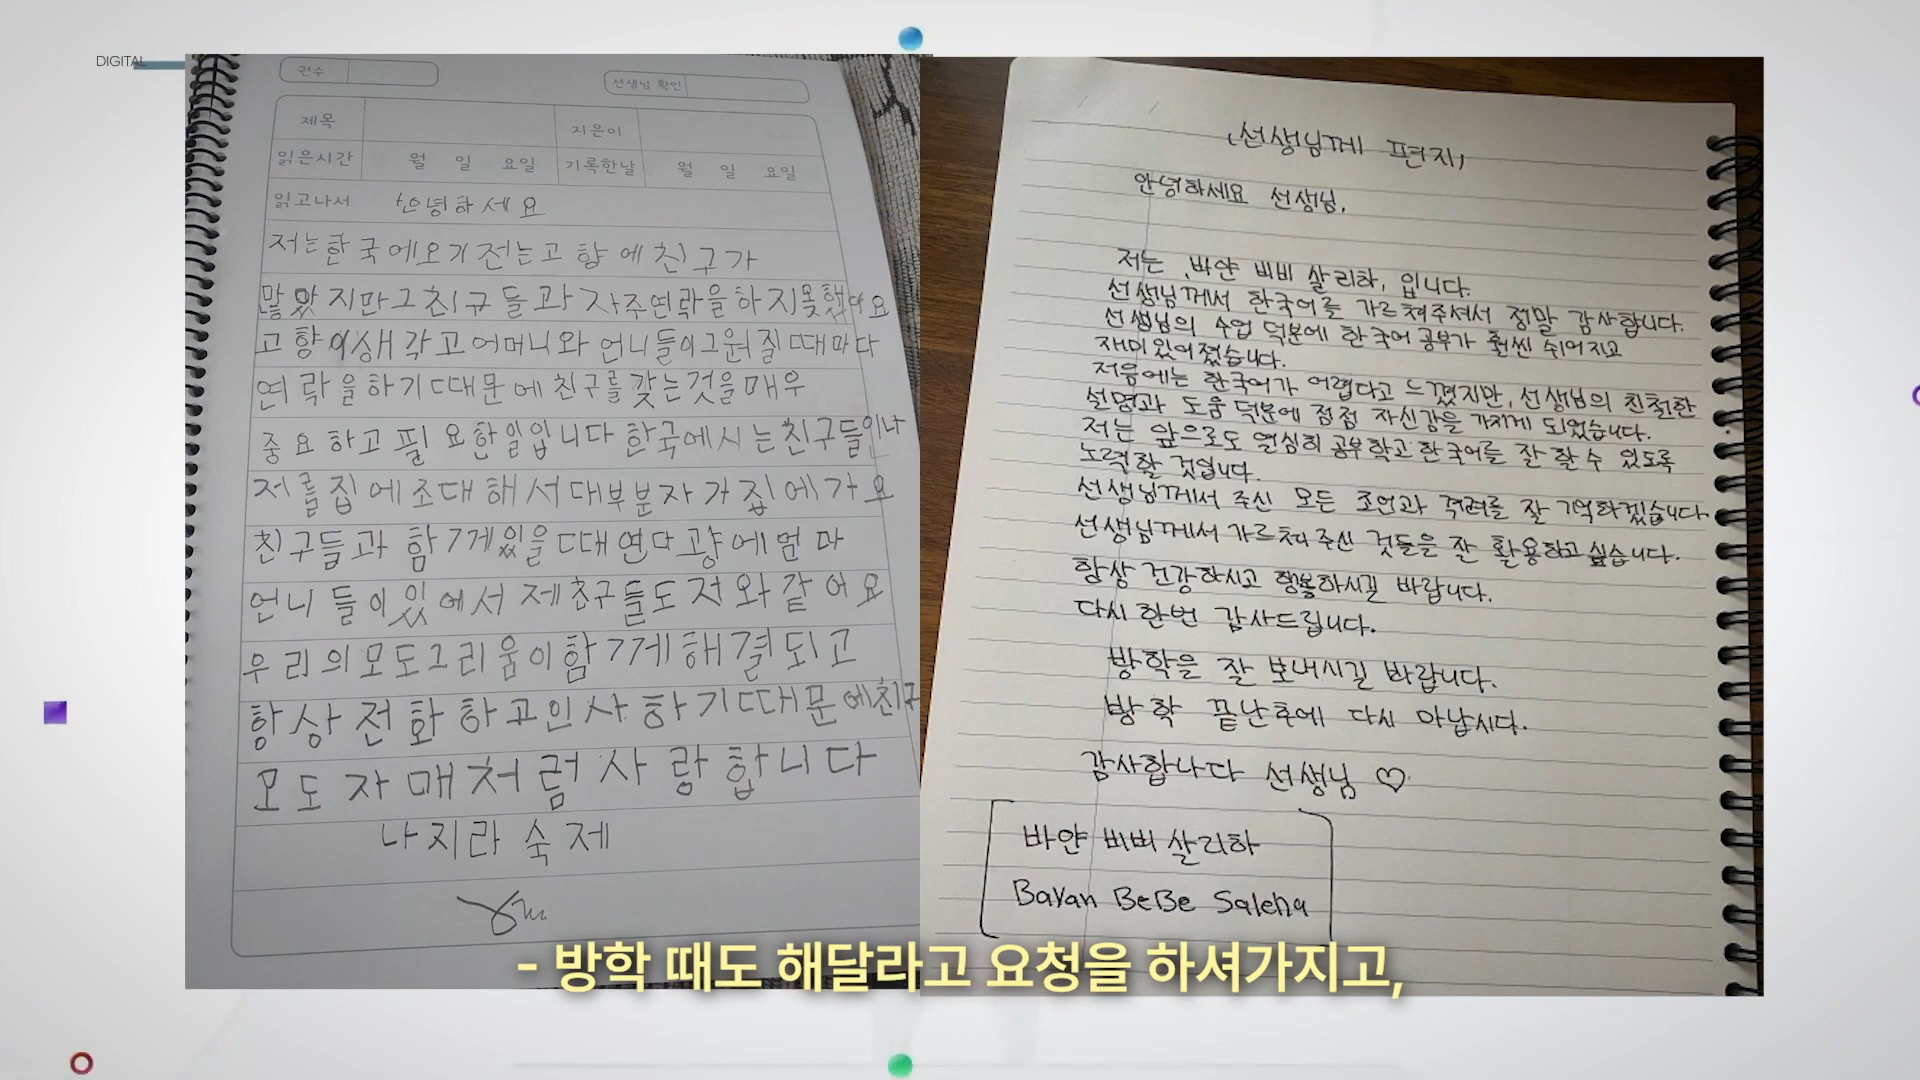 DIGITAL
권수
선생님 확인
제목 지은이
읽은시간 월 일 요일 기록한날 월 일 요일
읽고나서 안녕하세요
저는한국에오기전는고향에친구가
많았지만그친구들과자주연락을하지못했어요
고향이생각고어머니와언니들이그워질때마다
연락을하기때문에친구를갖는것을매우
중요하고필요한일입니다한국에시는친구들인나
저를집에초대해서대부분자가집에가요
친구들과함께있을때연다
언니들이있에서제친구들도저와같어요
우리의모도그리움이함께해결되고
항상전화하고인사하기때문에친구
모도자매처럼사랑합니다
나지라숙제
선생님께 편지
안녕하세요 선생님,
저는 바얀 비비 살리하, 입니다.
선생님께서 한국어를 가르쳐주셔서 정말 감사합니다.
선생님의 수업 덕분에 한국어공부가 훨씬 쉬어지고
재미있어졌습니다.
저음에는 한국어가 어렵다고 느꼈지만, 선생님의 친철한
설명과 도움 덕분에 점점 자신감을 가지게 되었습니다.
저는 앞으로도 열심히 공부학고 한국어를 잘 할 수 있도록
노력할 것입니다.
선생님께서 주신 모든 조언과 격려를 잘 기억하겠습니다.
선생님께서 가르쳐 주신 것들을 잘 활용하고싶습니다.
항상 건강하시고 행복하시길 바랍니다.
다시한번 감사드립니다.
방학을 잘 보내시길 바랍니다.
방학 끝난후에 다시 마납시다.
감사합나다 선생님 ♡
바얀 비비 살리하
Bayan BeBe Saleha
- 방학 때도 해달라고 요청을 하셔가지고,